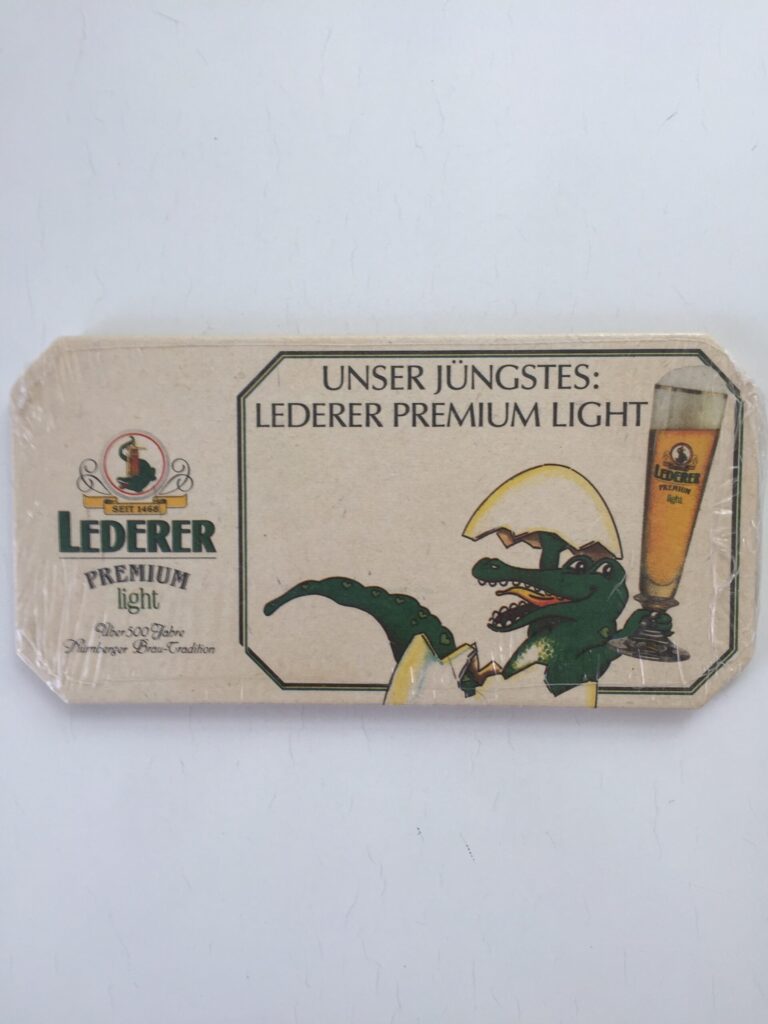 UNSER JÜNGSTES:
LEDERER PREMIUM LIGHT
SEIT 1468
LEDERER
PREMIUM
light
Über 500 Jahre
Nürnberger Brau-Tradition
LEDERER
PREMIUM
light